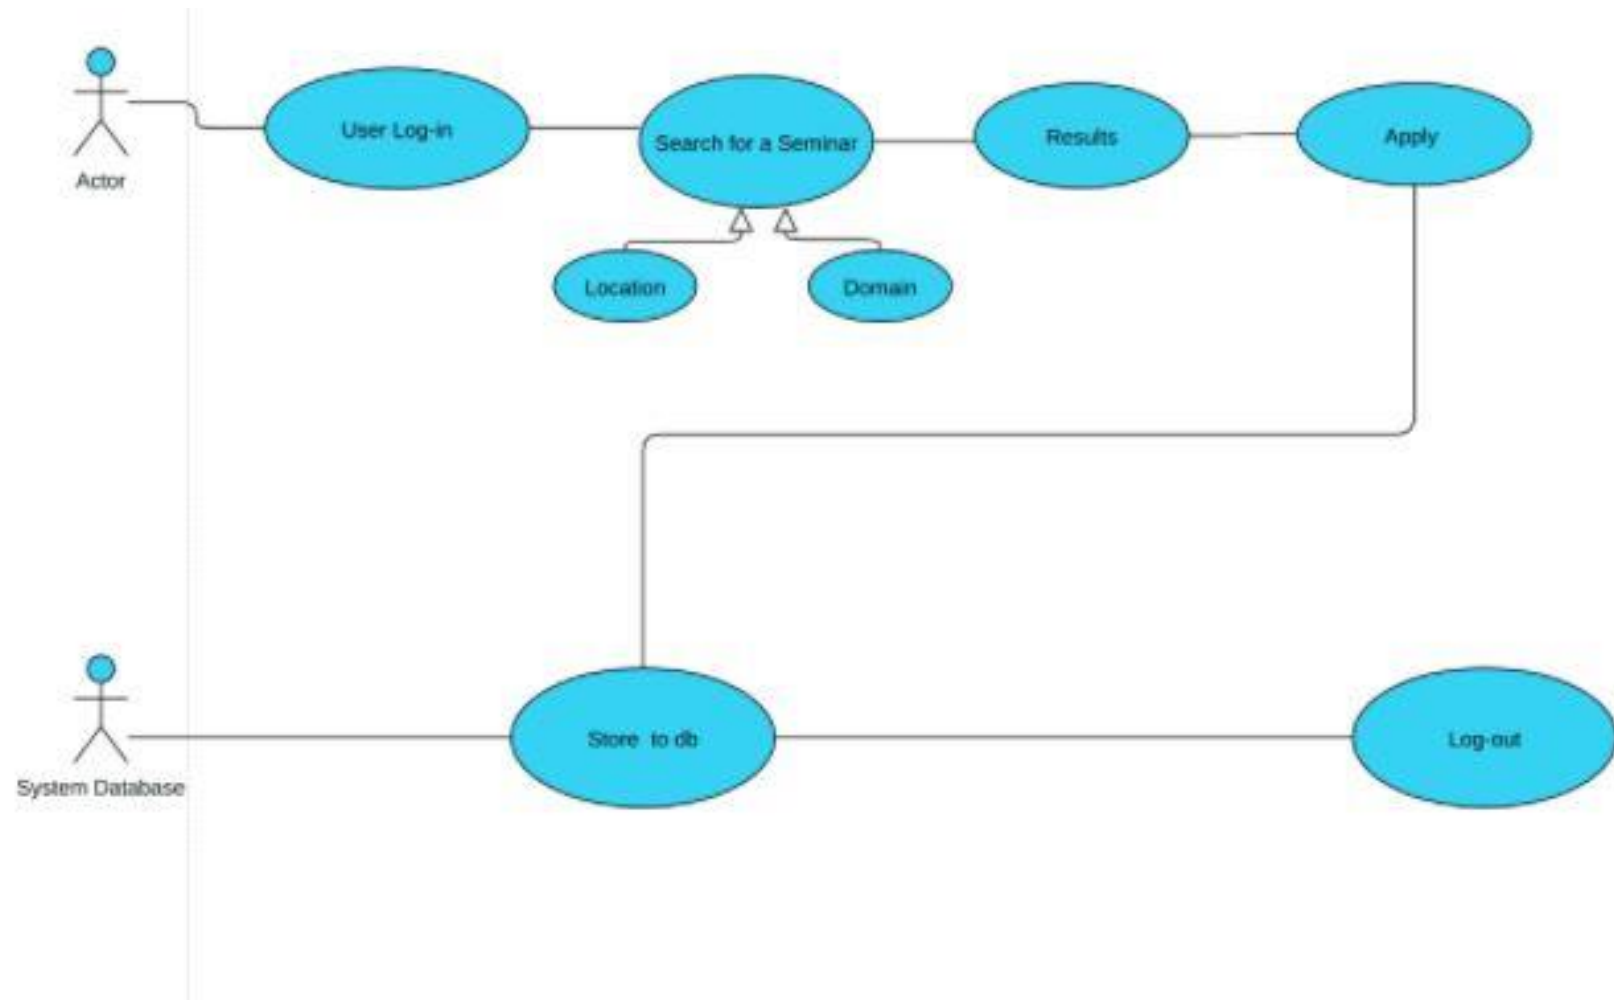 User Log-in
Search for a Seminar
Results
Apply
Actor
Location
Domain
Store to db
Log-out
System Database